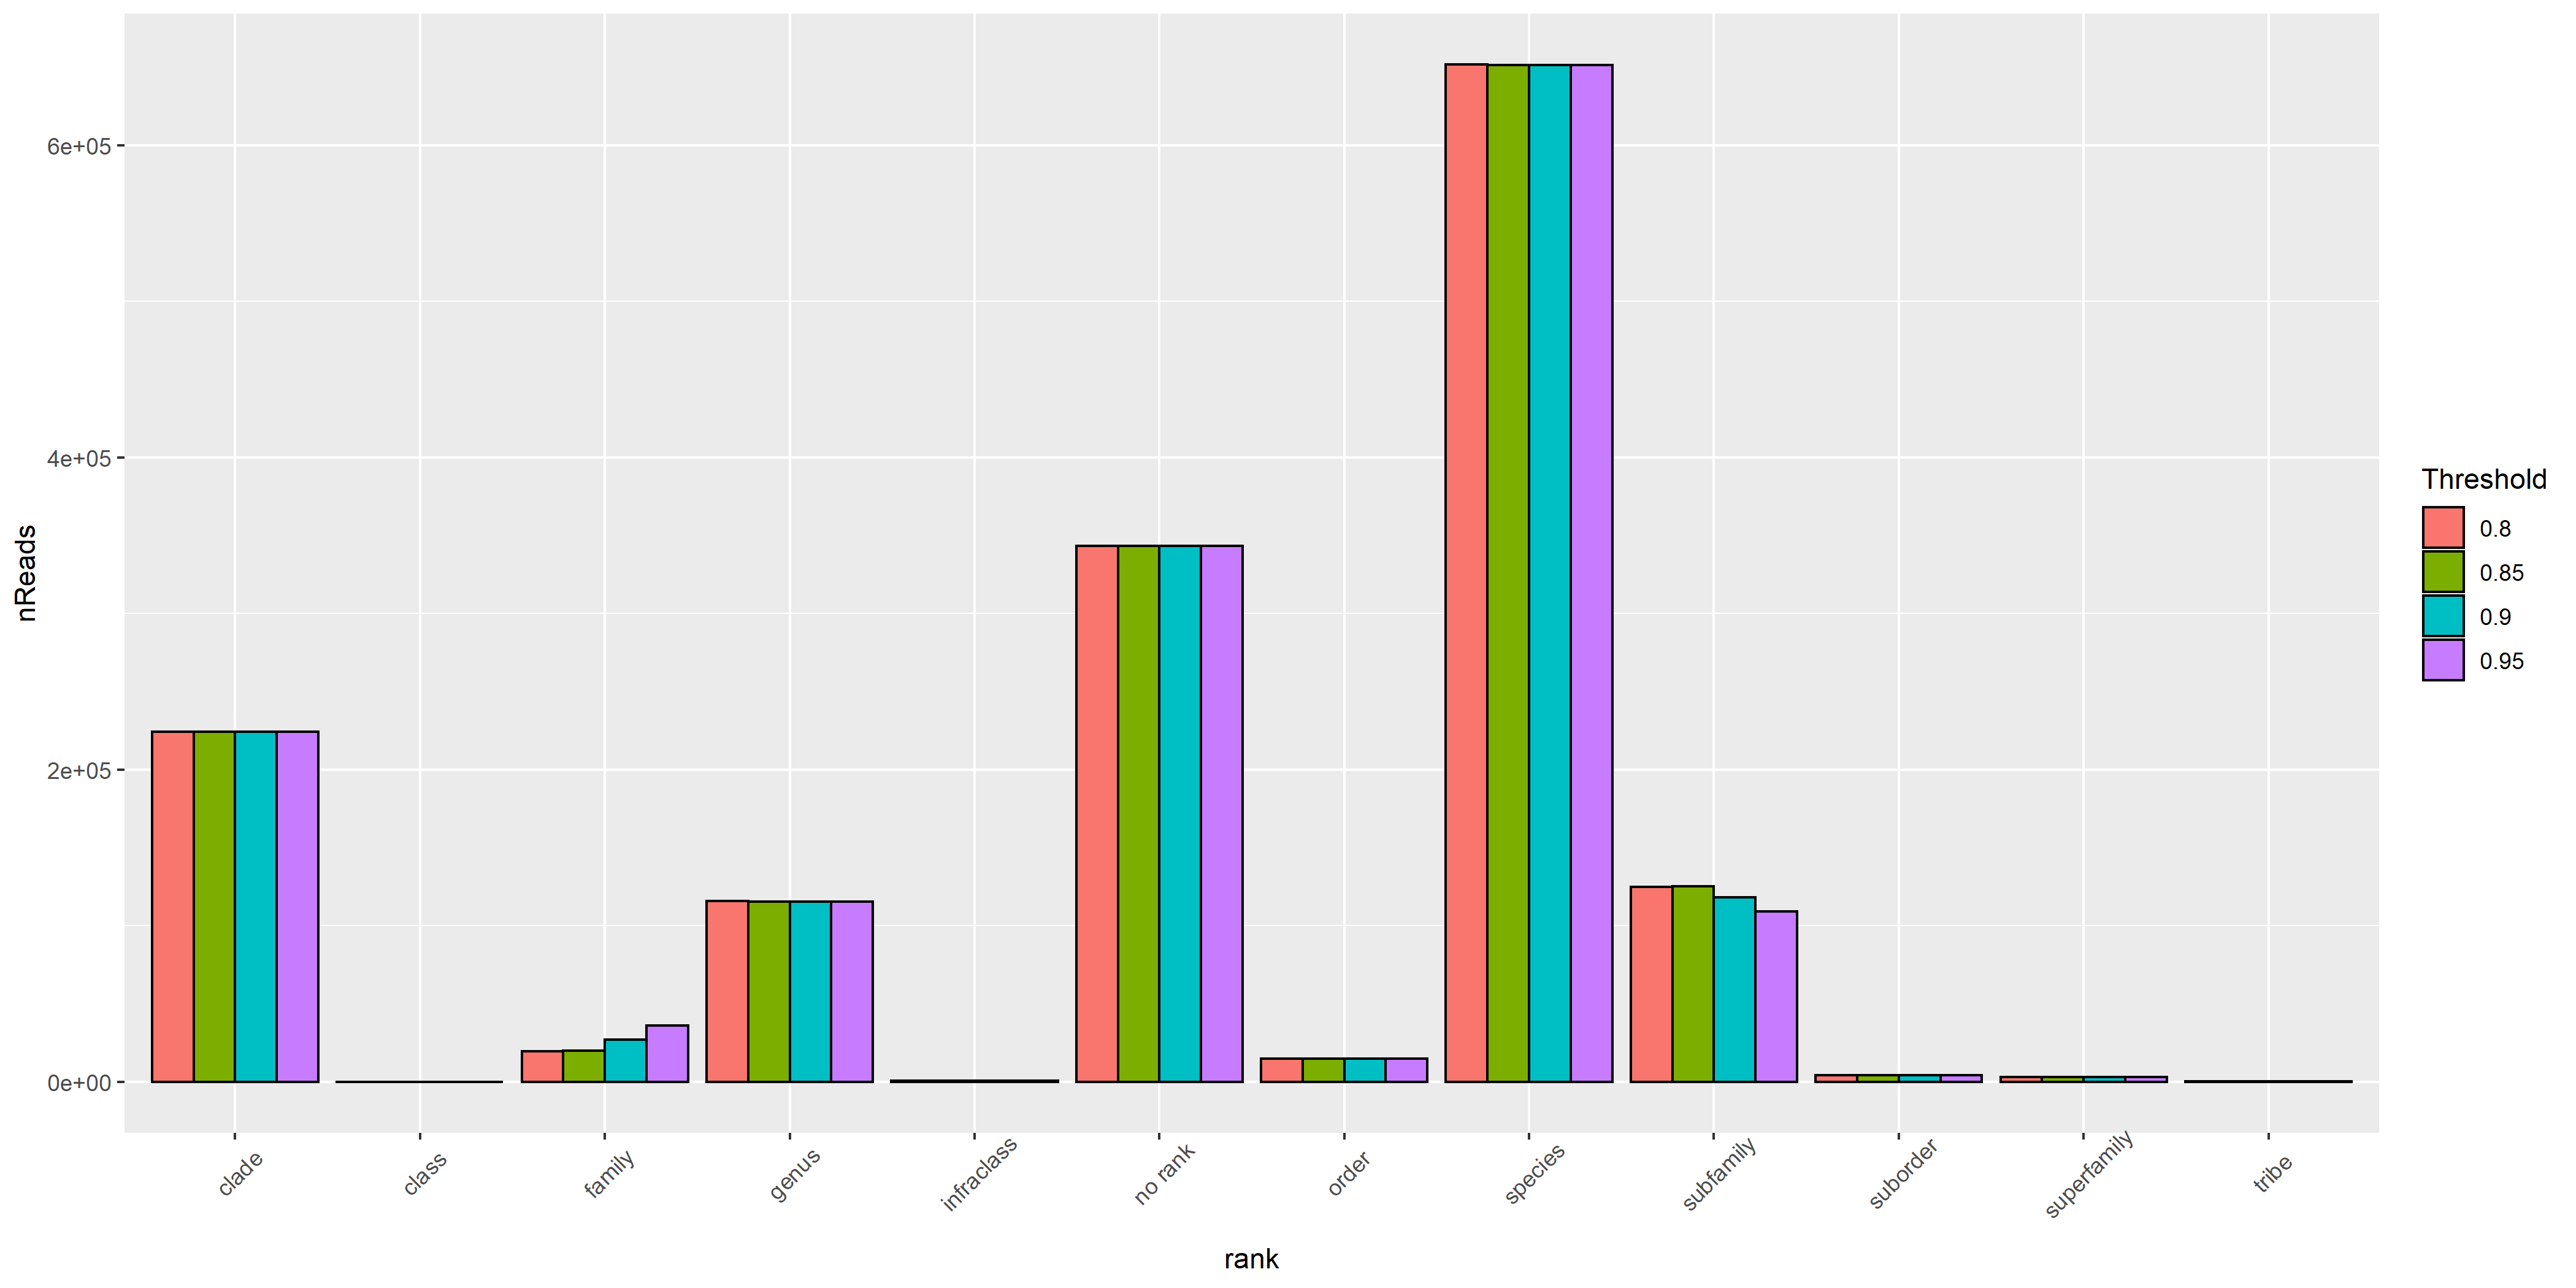 nReads
6e+05
4e+05
2e+05
0e+00
clade
class
family
genus
infraclass
no rank
order
species
subfamily
suborder
superfamily
tribe
rank
Threshold
0.8
0.85
0.9
0.95